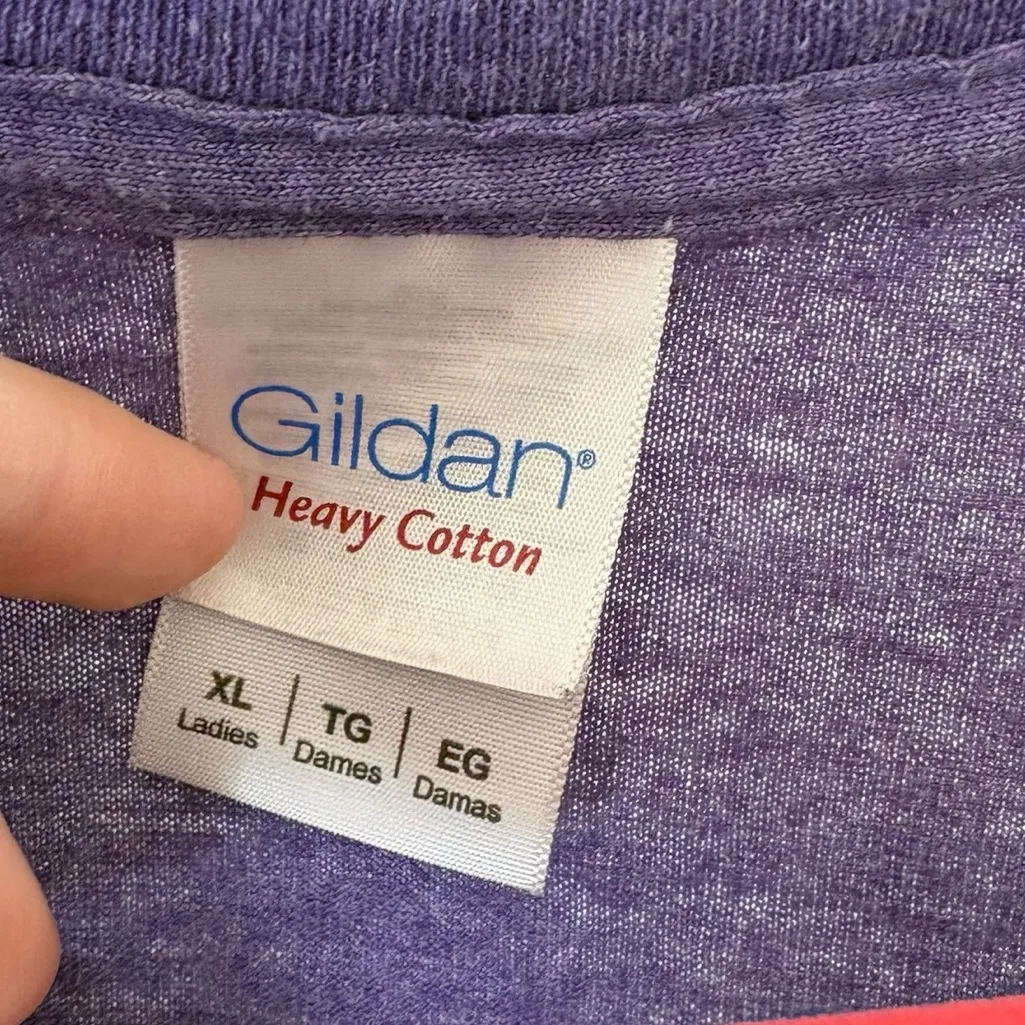 Gildan®
Heavy Cotton
XL | TG | EG
Ladies | Dames | Damas